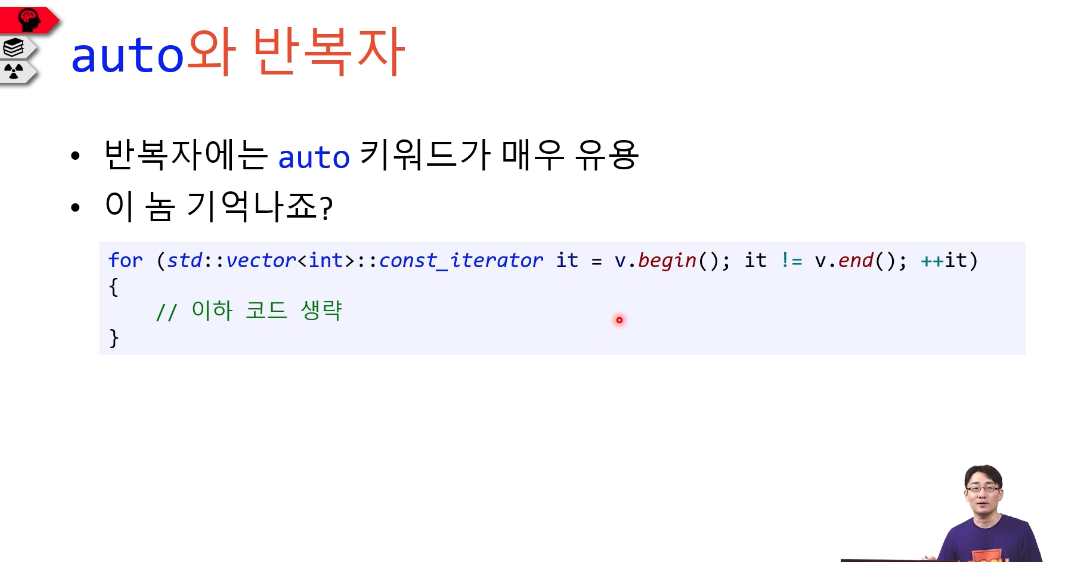 auto와 반복자
• 반복자에는 auto 키워드가 매우 유용
• 이 놈 기억나죠?
for (std::vector<int>::const_iterator it = v.begin(); it != v.end(); ++it)
{
    // 이하 코드 생략
}